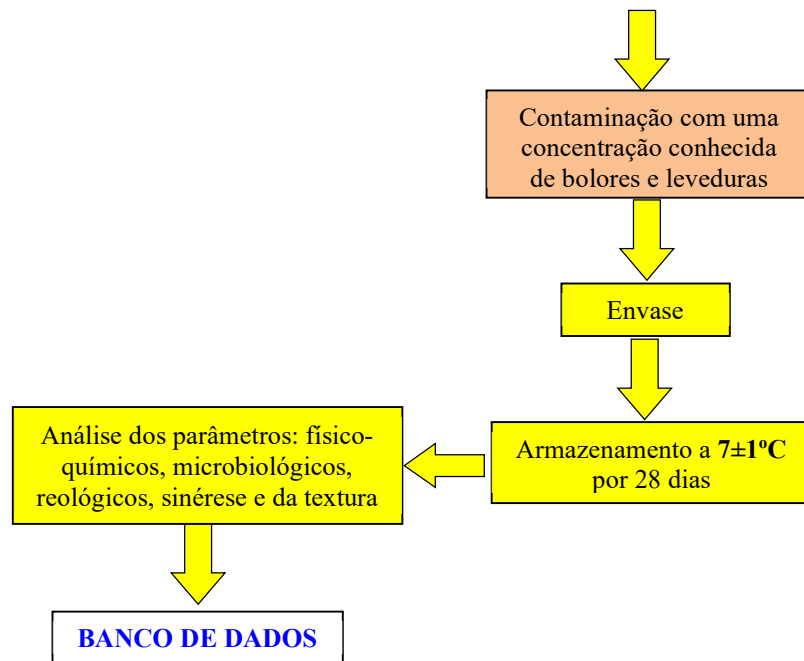 Contaminação com uma
concentração conhecida
de bolores e leveduras
Envase
Armazenamento a 7±1ºC
por 28 dias
Análise dos parâmetros: físico-
químicos, microbiológicos,
reológicos, sinérese e da textura
BANCO DE DADOS